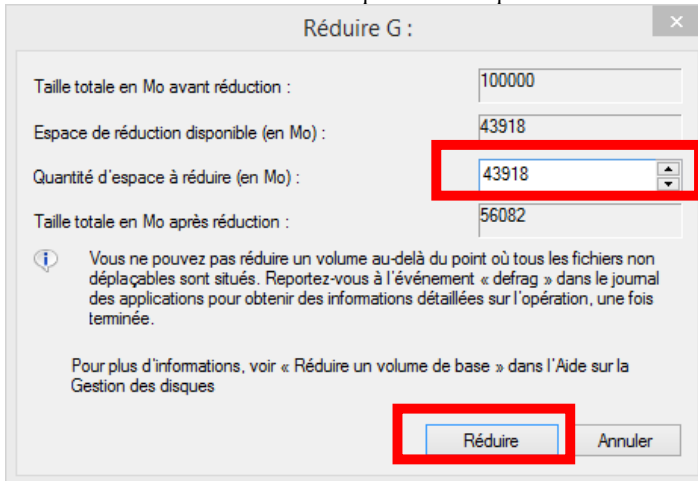 Réduire G :
Taille totale en Mo avant réduction : 100000
Espace de réduction disponible (en Mo) : 43918
Quantité d'espace à réduire (en Mo) : 43918
Taille totale en Mo après réduction : 56082
Vous ne pouvez pas réduire un volume au-delà du point où tous les fichiers non
déplaçables sont situés. Reportez-vous à l'événement « defrag » dans le journal
des applications pour obtenir des informations détaillées sur l'opération, une fois
terminée.
Pour plus d'informations, voir « Réduire un volume de base » dans l'Aide sur la
Gestion des disques
Réduire Annuler